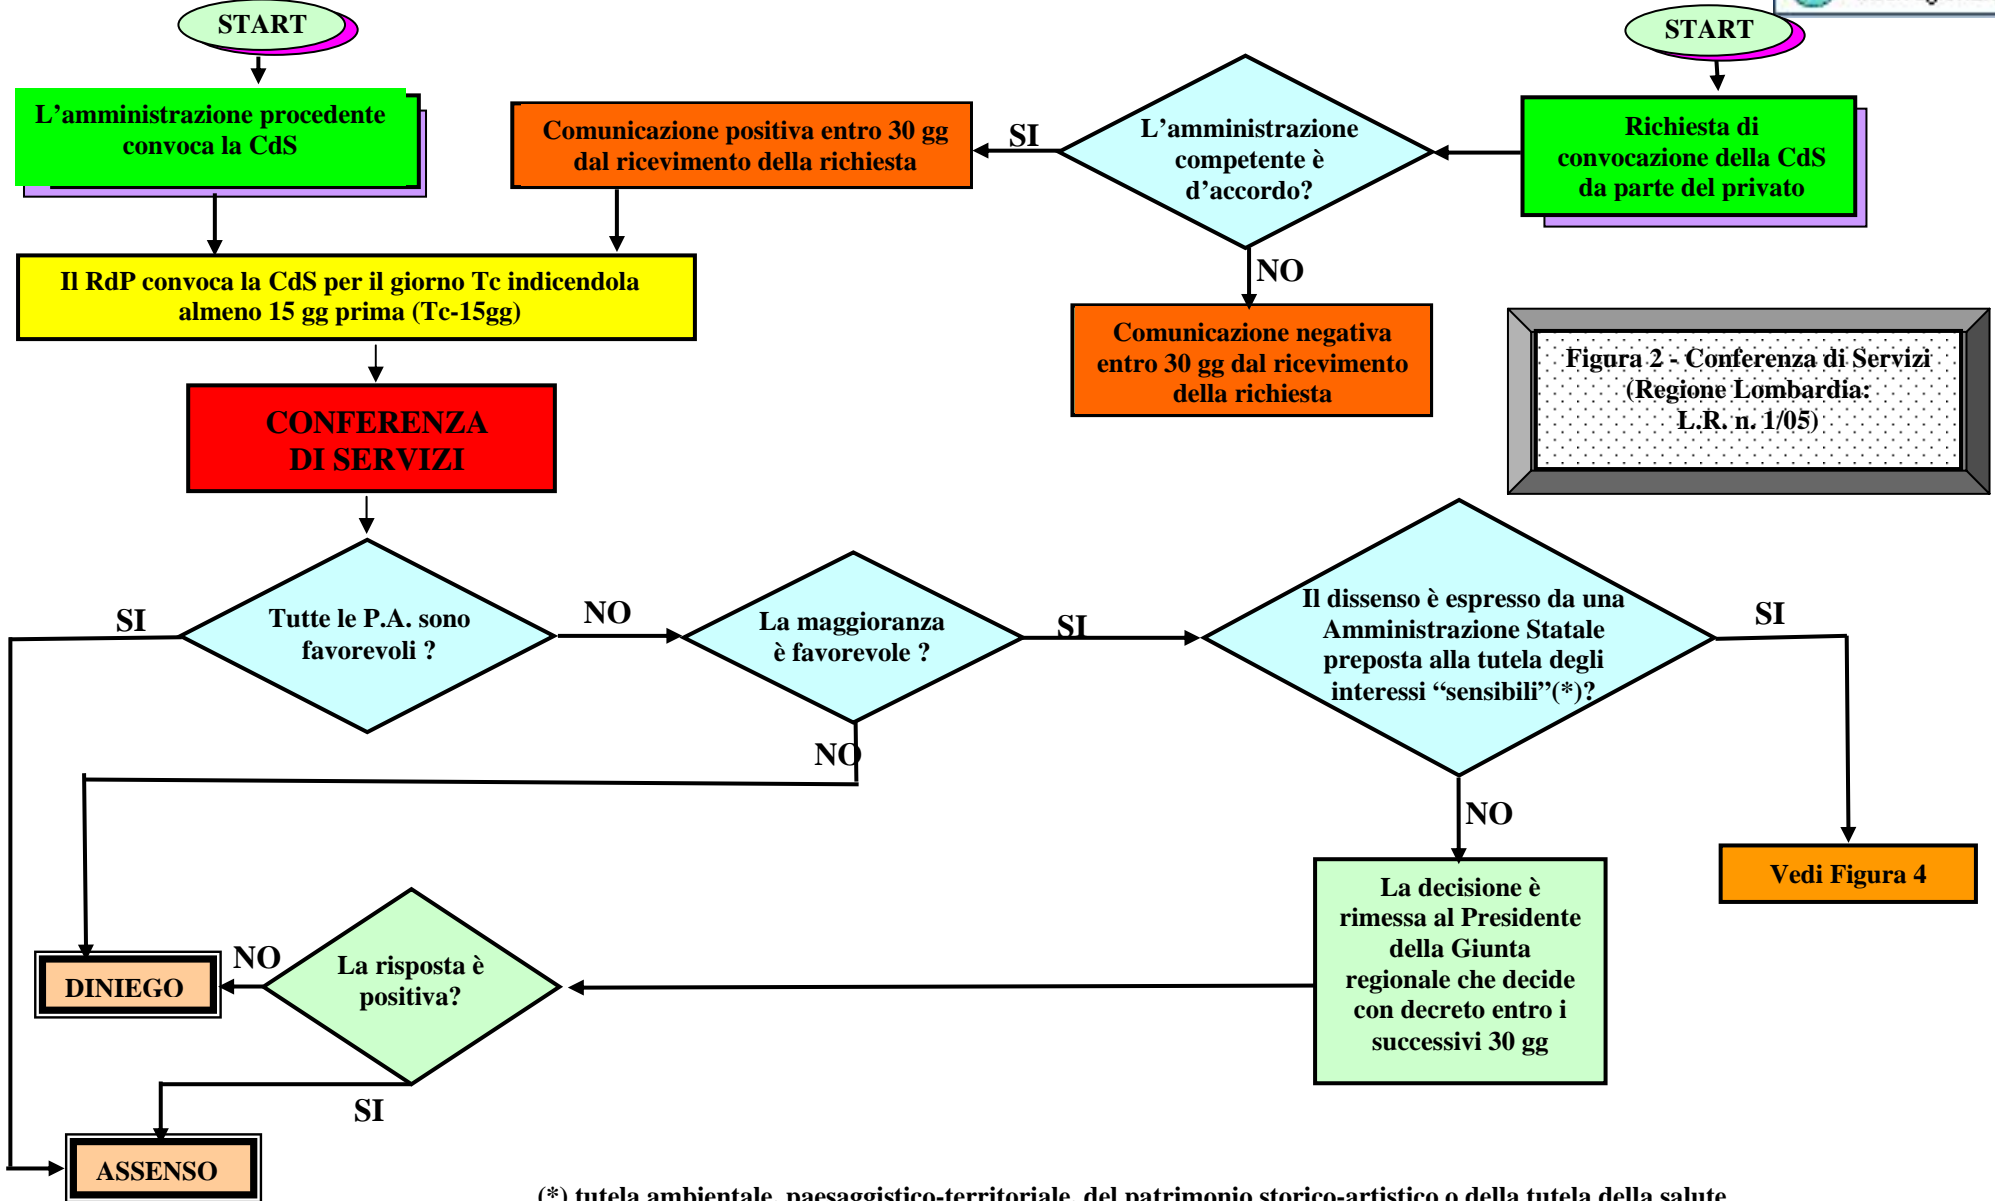 START
START
L’amministrazione procedente
convoca la CdS
Comunicazione positiva entro 30 gg
dal ricevimento della richiesta
SI
L’amministrazione
competente è
d’accordo?
Richiesta di
convocazione della CdS
da parte del privato
NO
Il RdP convoca la CdS per il giorno Tc indicendola
almeno 15 gg prima (Tc-15gg)
Comunicazione negativa
entro 30 gg dal ricevimento
della richiesta
Figura 2 - Conferenza di Servizi
(Regione Lombardia:
L.R. n. 1/05)
CONFERENZA
DI SERVIZI
SI
Tutte le P.A. sono
favorevoli ?
NO
La maggioranza
è favorevole ?
SI
Il dissenso è espresso da una
Amministrazione Statale
preposta alla tutela degli
interessi “sensibili”(*)?
SI
NO
NO
Vedi Figura 4
La decisione è
rimessa al Presidente
della Giunta
regionale che decide
con decreto entro i
successivi 30 gg
La risposta è
positiva?
NO
DINIEGO
SI
ASSENSO
(*) tutela ambientale, paesaggistico-territoriale, del patrimonio storico-artistico o della tutela della salute